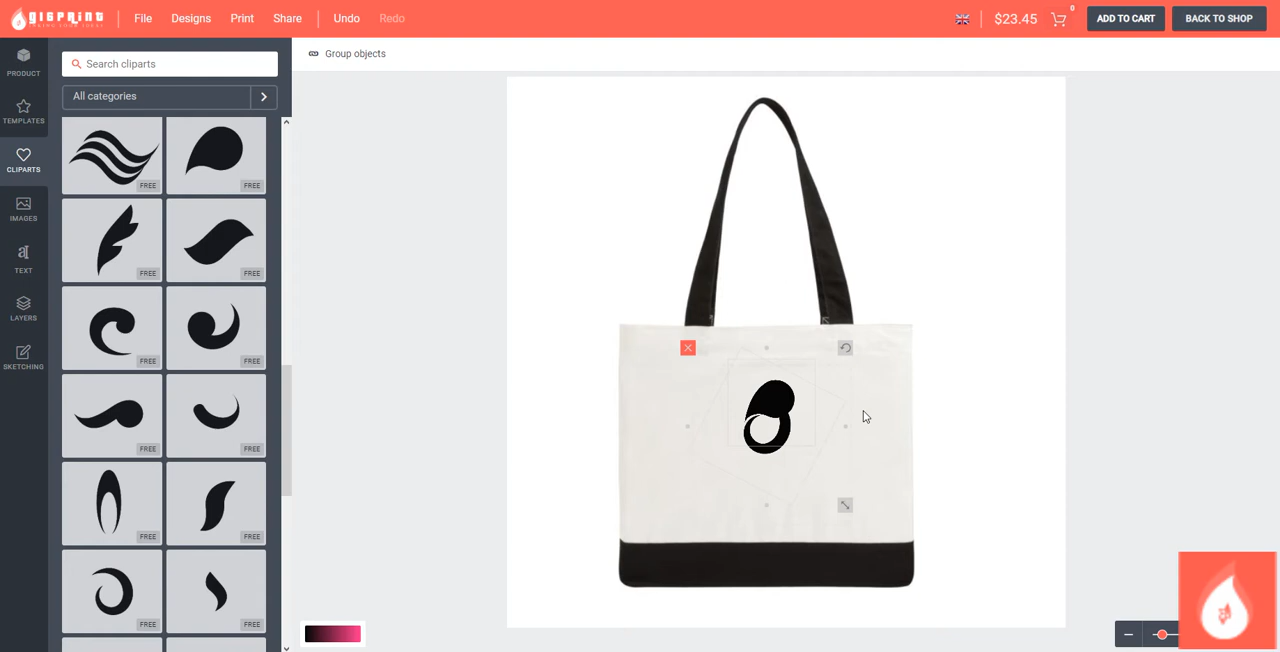 DIGPRINT
File
Designs
Print
Share
Undo
Redo
$23.45
0
ADD TO CART
BACK TO SHOP
PRODUCT
TEMPLATES
CLIPARTS
IMAGES
TEXT
LAYERS
SKETCHING
Search cliparts
All categories
Group objects
FREE
FREE
FREE
FREE
FREE
FREE
FREE
FREE
FREE
FREE
FREE
FREE